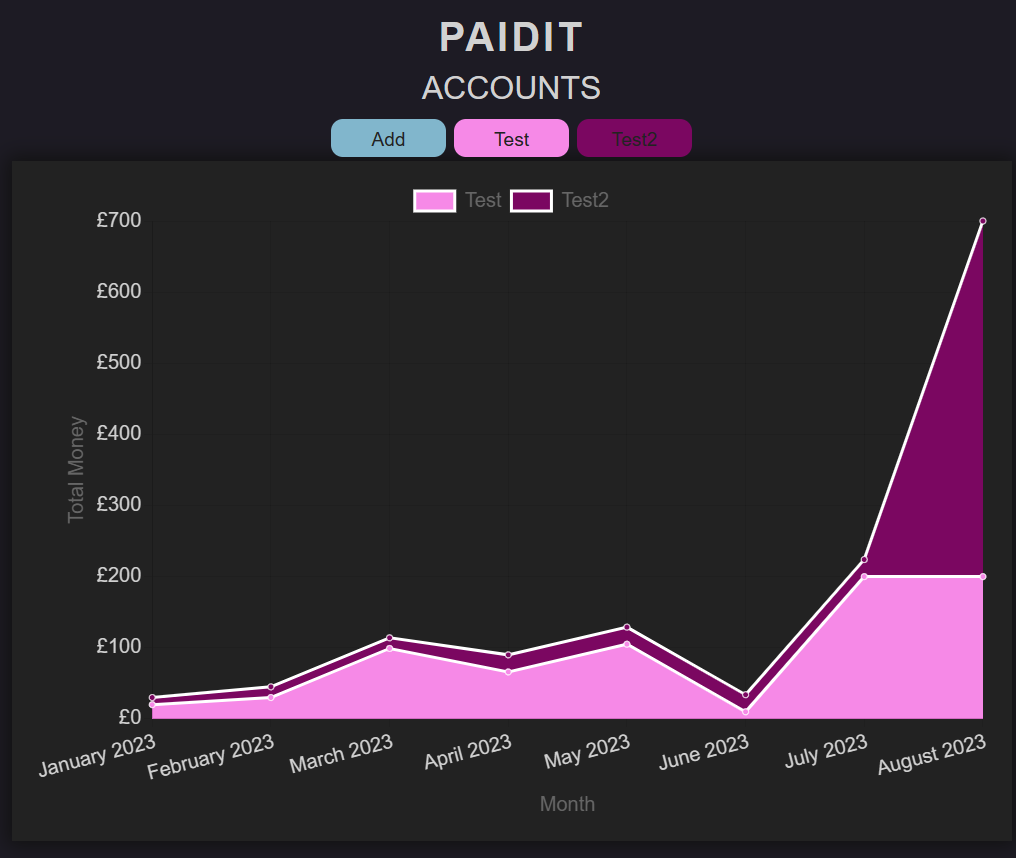 PAIDIT
ACCOUNTS
Add Test Test2
Test Test2
£700
£600
£500
£400
£300
£200
£100
£0
Total Money
January 2023 February 2023 March 2023 April 2023 May 2023 June 2023 July 2023 August 2023
Month